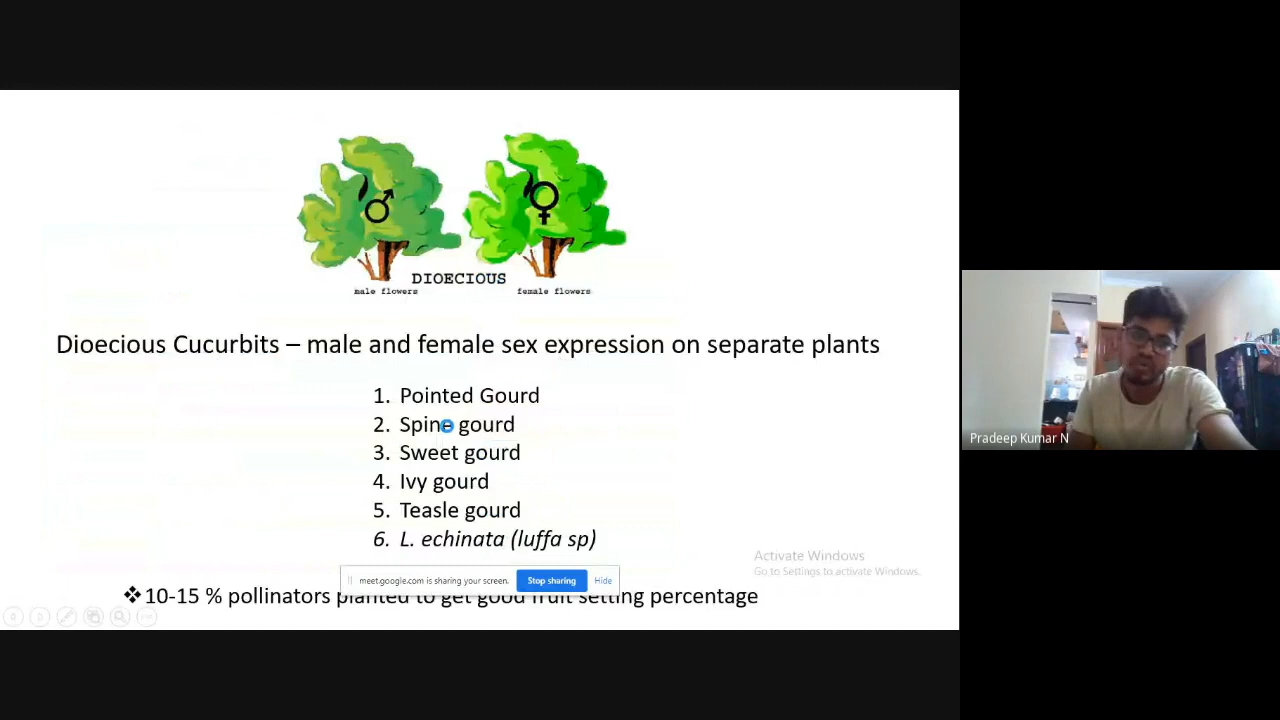 DIOECIOUS
male flowers
female flowers
Dioecious Cucurbits – male and female sex expression on separate plants
1. Pointed Gourd
2. Spine gourd
3. Sweet gourd
4. Ivy gourd
5. Teasle gourd
6. L. echinata (luffa sp)
Activate Windows
Go to Settings to activate Windows.
meet.google.com is sharing your screen.
Stop sharing
Hide
❖10-15 % pollinators planted to get good fruit setting percentage
Pradeep Kumar N